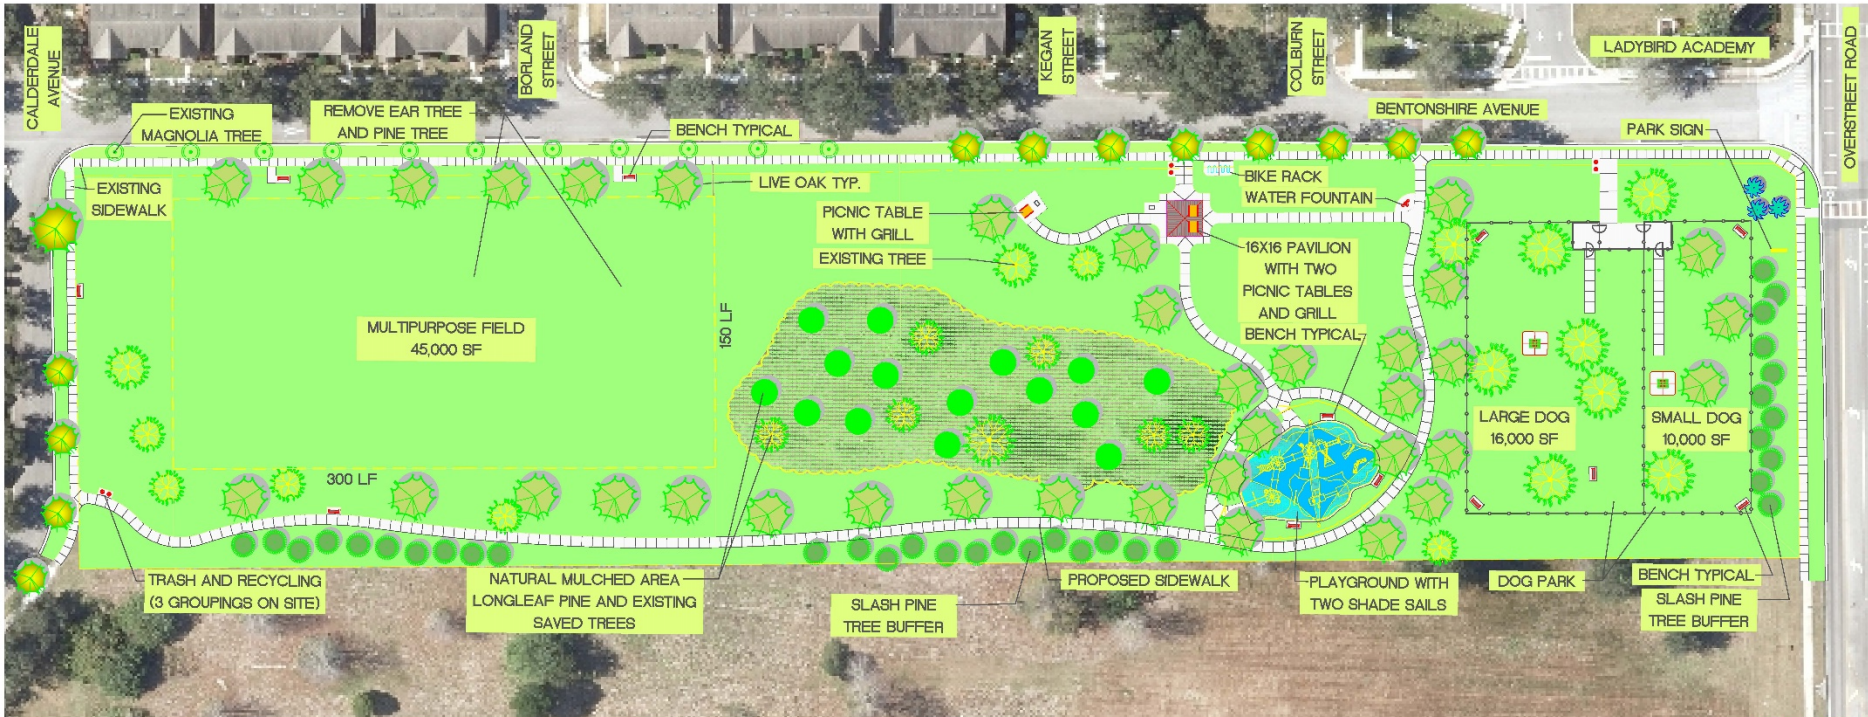 CALDERDALE
AVENUE
BORLAND
STREET
KEGAN
STREET
COLBURN
STREET
LADYBIRD ACADEMY
OVERSTREET ROAD
EXISTING
MAGNOLIA TREE
REMOVE EAR TREE
AND PINE TREE
BENCH TYPICAL
BENTONSHIRE AVENUE
PARK SIGN
EXISTING
SIDEWALK
LIVE OAK TYP.
BIKE RACK
WATER FOUNTAIN
PICNIC TABLE
WITH GRILL
EXISTING TREE
16X16 PAVILION
WITH TWO
PICNIC TABLES
AND GRILL
BENCH TYPICAL
MULTIPURPOSE FIELD
45,000 SF
150 LF
300 LF
LARGE DOG
16,000 SF
SMALL DOG
10,000 SF
TRASH AND RECYCLING
(3 GROUPINGS ON SITE)
NATURAL MULCHED AREA
LONGLEAF PINE AND EXISTING
SAVED TREES
SLASH PINE
TREE BUFFER
PROPOSED SIDEWALK
PLAYGROUND WITH
TWO SHADE SAILS
DOG PARK
BENCH TYPICAL
SLASH PINE
TREE BUFFER